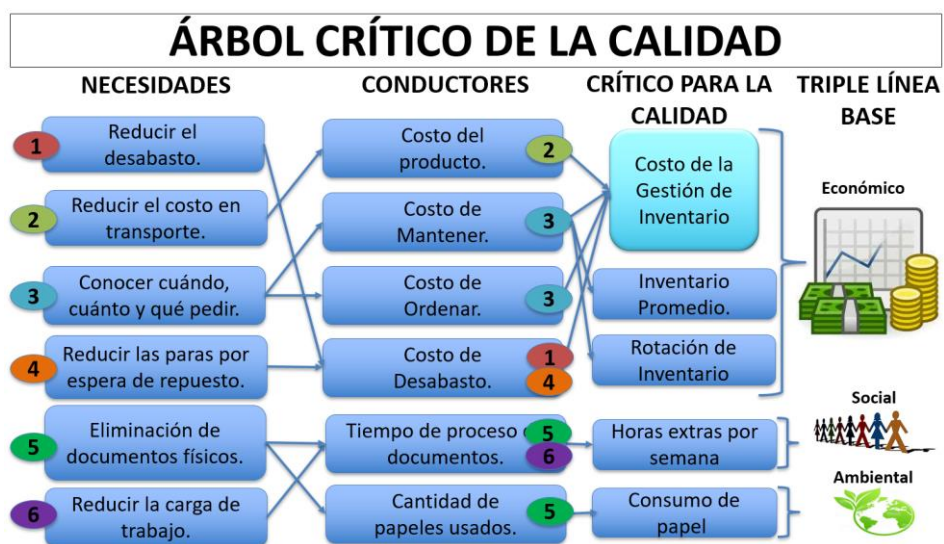 ÁRBOL CRÍTICO DE LA CALIDAD
NECESIDADES
CONDUCTORES
CRÍTICO PARA LA
CALIDAD
TRIPLE LÍNEA
BASE
1
Reducir el
desabasto.
2
Reducir el costo en
transporte.
3
Conocer cuándo,
cuánto y qué pedir.
4
Reducir las paras por
espera de repuesto.
5
Eliminación de
documentos físicos.
6
Reducir la carga de
trabajo.
Costo del
producto.
2
Costo de
Mantener.
3
Costo de
Ordenar.
3
Costo de
Desabasto.
1
4
Tiempo de proceso
documentos.
5
6
Cantidad de
papeles usados.
5
Costo de la
Gestión de
Inventario
Inventario
Promedio.
Rotación de
Inventario
Horas extras por
semana
Consumo de
papel
Económico
Social
Ambiental